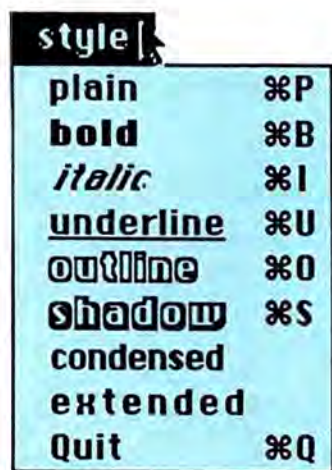 style
plain ⌘P
bold ⌘B
italic ⌘I
underline ⌘U
outline ⌘O
shadow ⌘S
condensed
extended
Quit ⌘Q